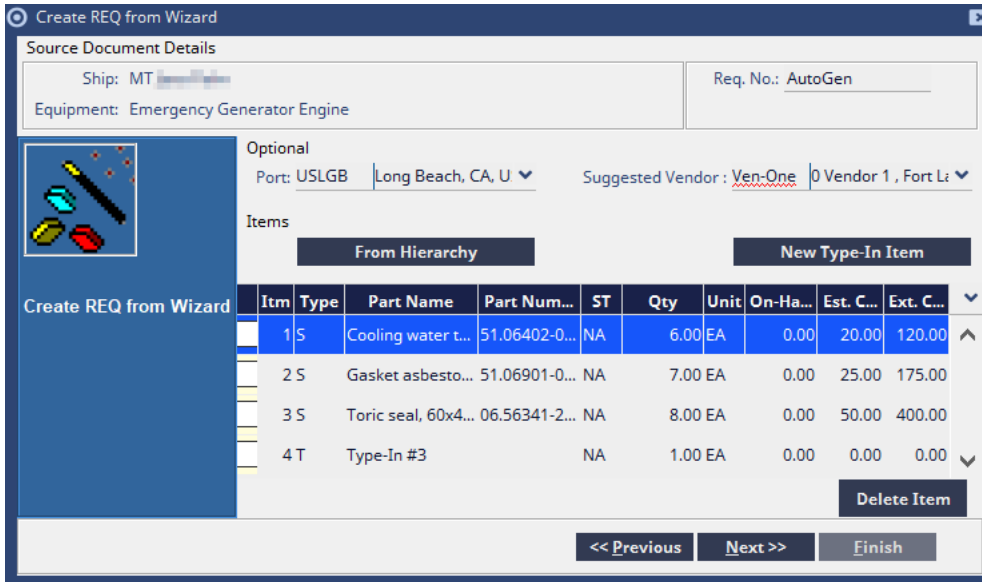 Create REQ from Wizard
Source Document Details
Ship: MT
Req. No.: AutoGen
Equipment: Emergency Generator Engine
Optional
Port: USLGB Long Beach, CA, U Suggested Vendor : Ven-One 0 Vendor 1 , Fort La
Items
From Hierarchy New Type-In Item
Create REQ from Wizard
Itm Type Part Name Part Num... ST Qty Unit On-Ha... Est. C... Ext. C...
1 S Cooling water t... 51.06402-0... NA 6.00 EA 0.00 20.00 120.00
2 S Gasket asbesto... 51.06901-0... NA 7.00 EA 0.00 25.00 175.00
3 S Toric seal, 60x4... 06.56341-2... NA 8.00 EA 0.00 50.00 400.00
4 T Type-In #3 NA 1.00 EA 0.00 0.00 0.00
Delete Item
<< Previous Next >> Finish